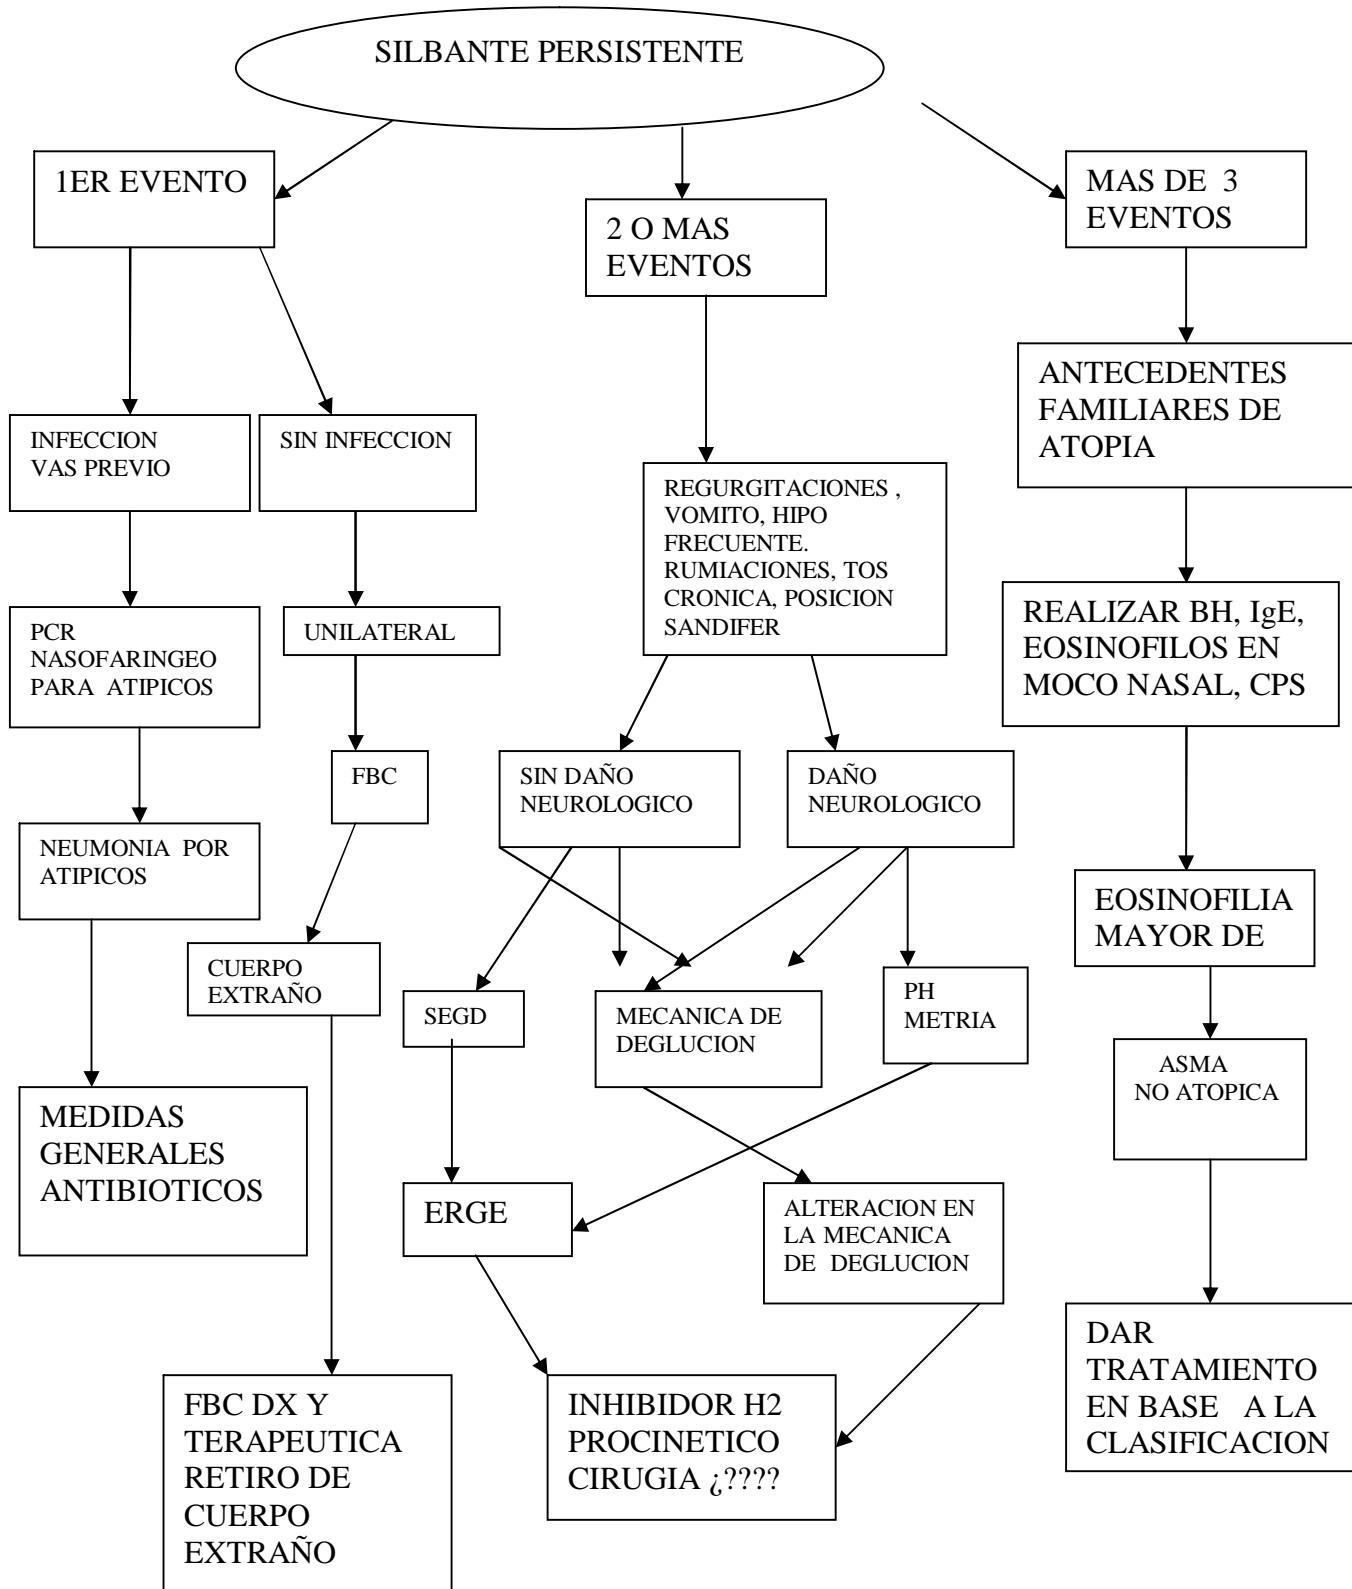 SILBANTE PERSISTENTE
1ER EVENTO
2 O MAS
EVENTOS
MAS DE 3
EVENTOS
INFECCION
VAS PREVIO
SIN INFECCION
REGURGITACIONES ,
VOMITO, HIPO
FRECUENTE.
RUMIACIONES, TOS
CRONICA, POSICION
SANDIFER
ANTECEDENTES
FAMILIARES DE
ATOPIA
PCR
NASOFARINGEO
PARA ATIPICOS
UNILATERAL
REALIZAR BH, IgE,
EOSINOFILOS EN
MOCO NASAL, CPS
FBC
SIN DAÑO
NEUROLOGICO
DAÑO
NEUROLOGICO
NEUMONIA POR
ATIPICOS
EOSINOFILIA
MAYOR DE
CUERPO
EXTRAÑO
SEGD
MECANICA DE
DEGLUCION
PH
METRIA
ASMA
NO ATOPICA
MEDIDAS
GENERALES
ANTIBIOTICOS
ERGE
ALTERACION EN
LA MECANICA
DE DEGLUCION
FBC DX Y
TERAPEUTICA
RETIRO DE
CUERPO
EXTRAÑO
INHIBIDOR H2
PROCINETICO
CIRUGIA ¿????
DAR
TRATAMIENTO
EN BASE A LA
CLASIFICACION